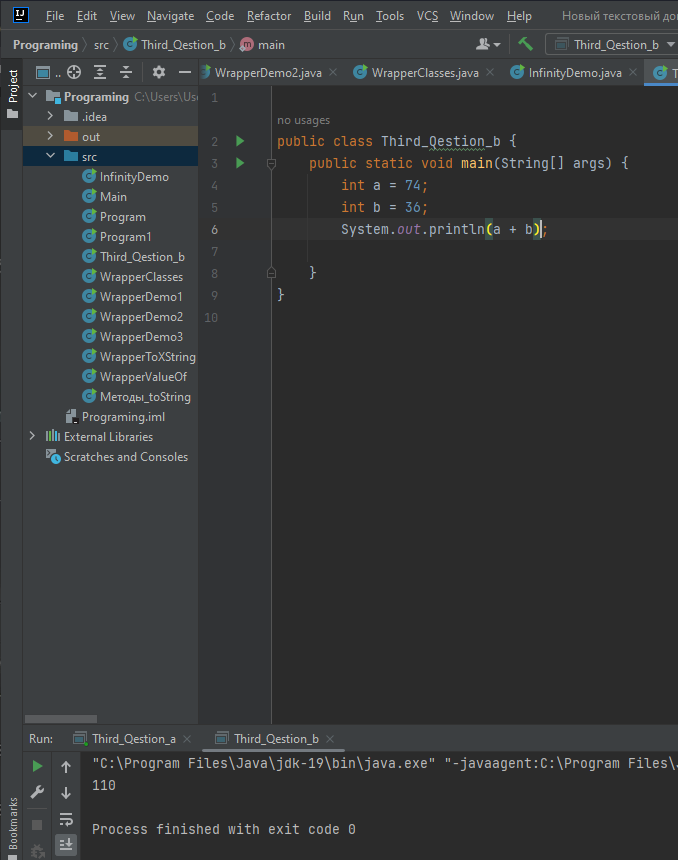 IJ File Edit View Navigate Code Refactor Build Run Tools VCS Window Help Новый текстовый до
Programing src Third_Qestion_b main Third_Qestion_b
Project
WrapperDemo2.java WrapperClasses.java InfinityDemo.java
Programing C:\Users\Use
.idea
out
src
InfinityDemo
Main
Program
Program1
Third_Qestion_b
WrapperClasses
WrapperDemo1
WrapperDemo2
WrapperDemo3
WrapperToXString
WrapperValueOf
Методы_toString
Programing.iml
External Libraries
Scratches and Consoles
1
no usages
2 public class Third_Qestion_b {
3 public static void main(String[] args) {
4 int a = 74;
5 int b = 36;
6 System.out.println(a + b);
7
8 }
9 }
10
Run: Third_Qestion_a Third_Qestion_b
"C:\Program Files\Java\jdk-19\bin\java.exe" "-javaagent:C:\Program Files\J
110
Process finished with exit code 0
Bookmarks